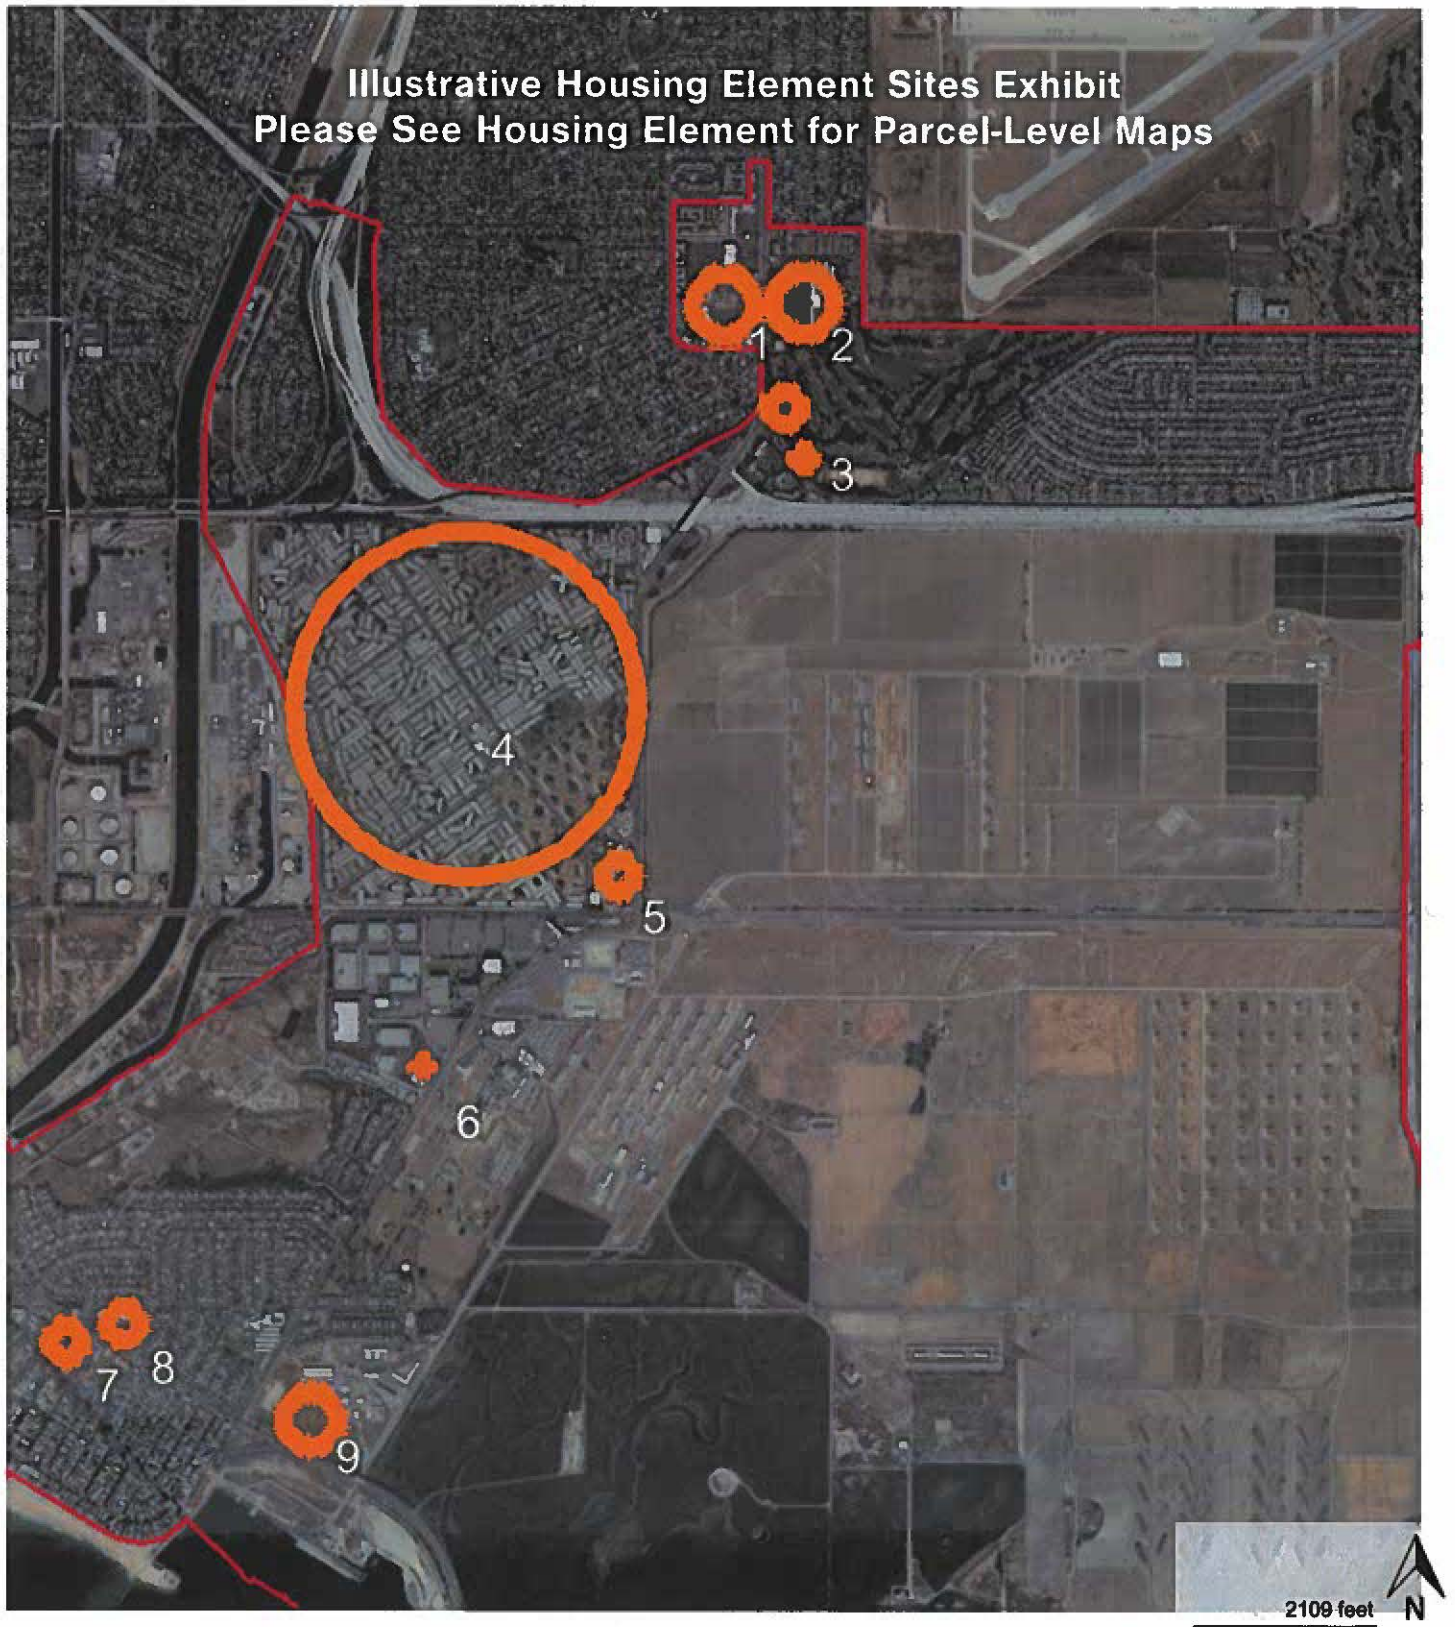 Illustrative Housing Element Sites Exhibit
Please See Housing Element for Parcel-Level Maps
1
2
3
4
5
6
7
8
9
2109 feet
N